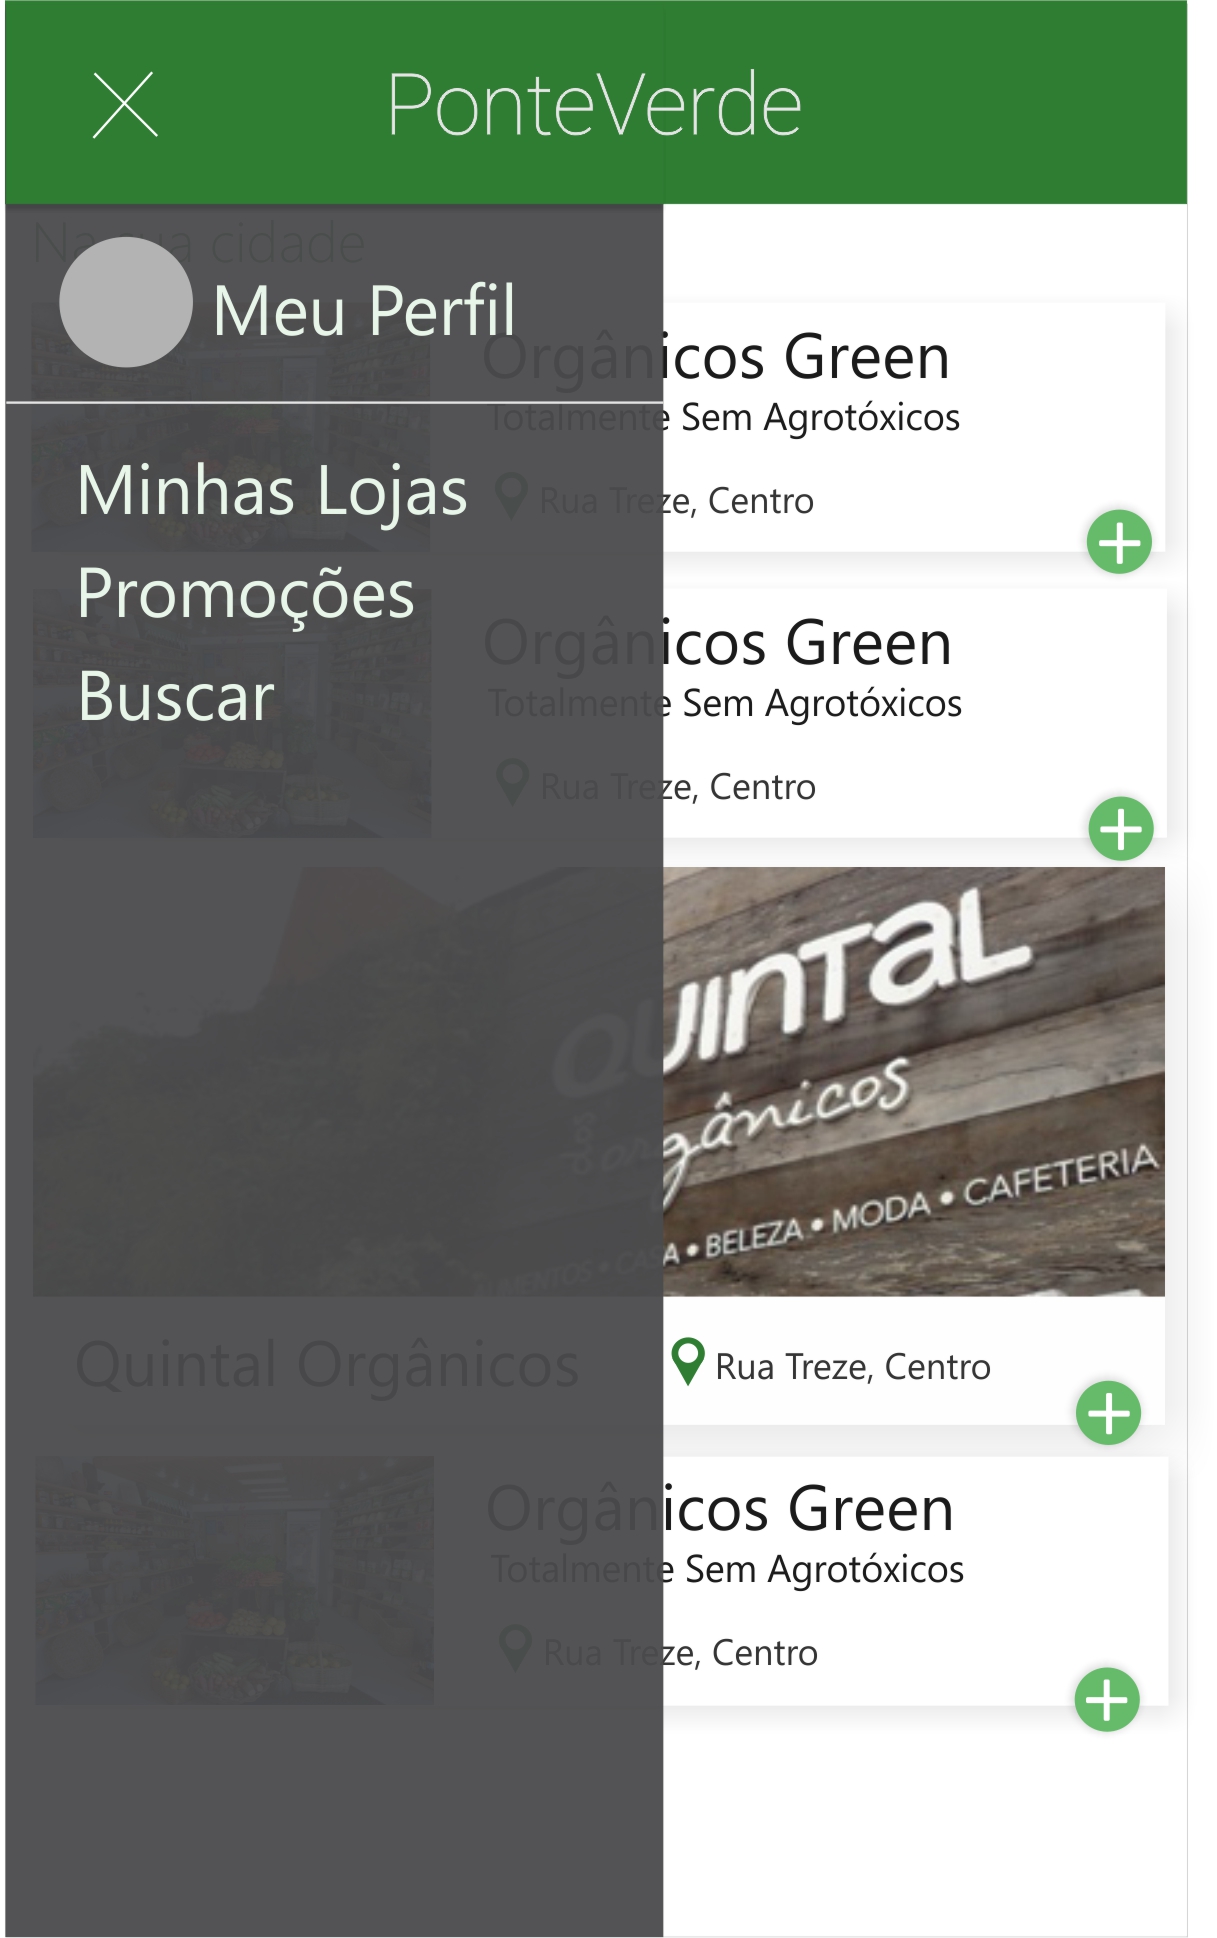 PonteVerde
Na sua cidade
Meu Perfil
Minhas Lojas
Promoções
Buscar
Orgânicos Green
Totalmente Sem Agrotóxicos
Rua Treze, Centro
Orgânicos Green
Totalmente Sem Agrotóxicos
Rua Treze, Centro
QUINTAL
orgânicos
ALIMENTOS • CASA • BELEZA • MODA • CAFETERIA
Quintal Orgânicos
Rua Treze, Centro
Orgânicos Green
Totalmente Sem Agrotóxicos
Rua Treze, Centro